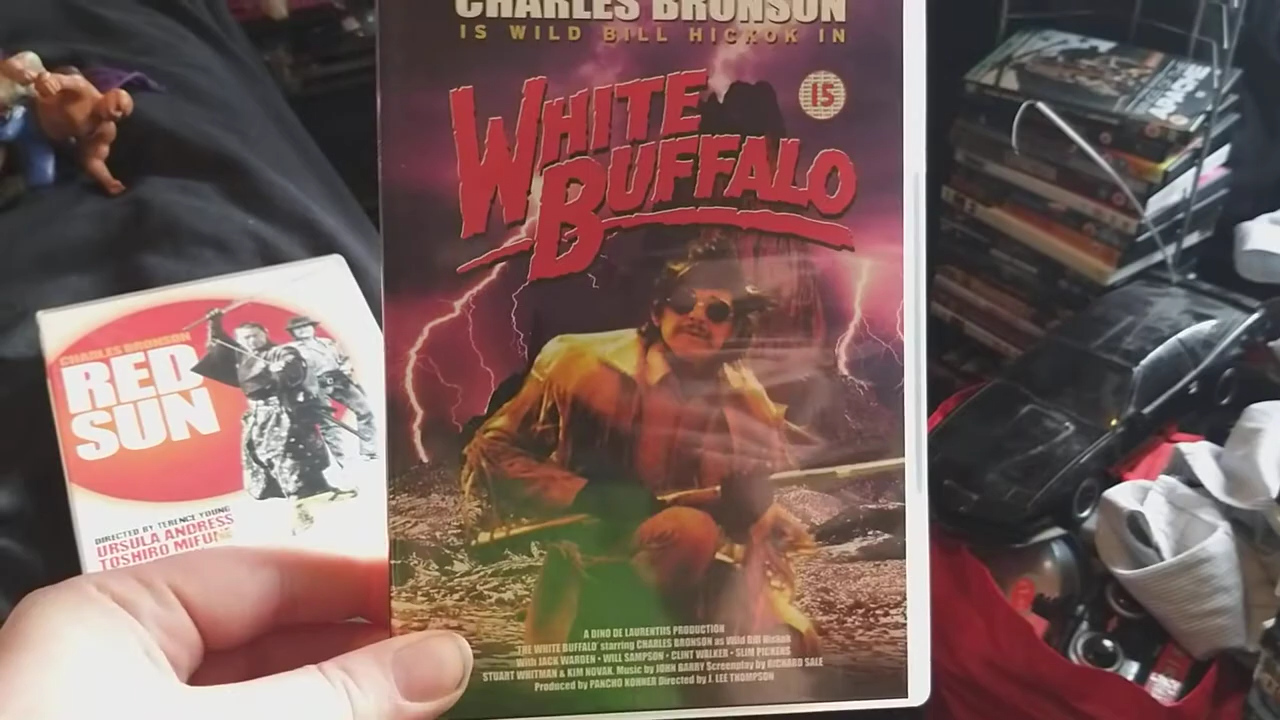 CHARLES BRONSON
IS WILD BILL HICKOK IN
WHITE
BUFFALO
15
A DINO DE LAURENTIIS PRODUCTION
'THE WHITE BUFFALO' starring CHARLES BRONSON as Wild Bill Hickok
With JACK WARDEN • WILL SAMPSON • CLINT WALKER • SLIM PICKENS
STUART WHITMAN & KIM NOVAK. Music by JOHN BARRY Screenplay by RICHARD SALE
Produced by PANCHO KOHNER Directed by J. LEE THOMPSON
CHARLES BRONSON
RED
SUN
DIRECTED BY TERENCE YOUNG
URSULA ANDRESS
TOSHIRO MIFUNE